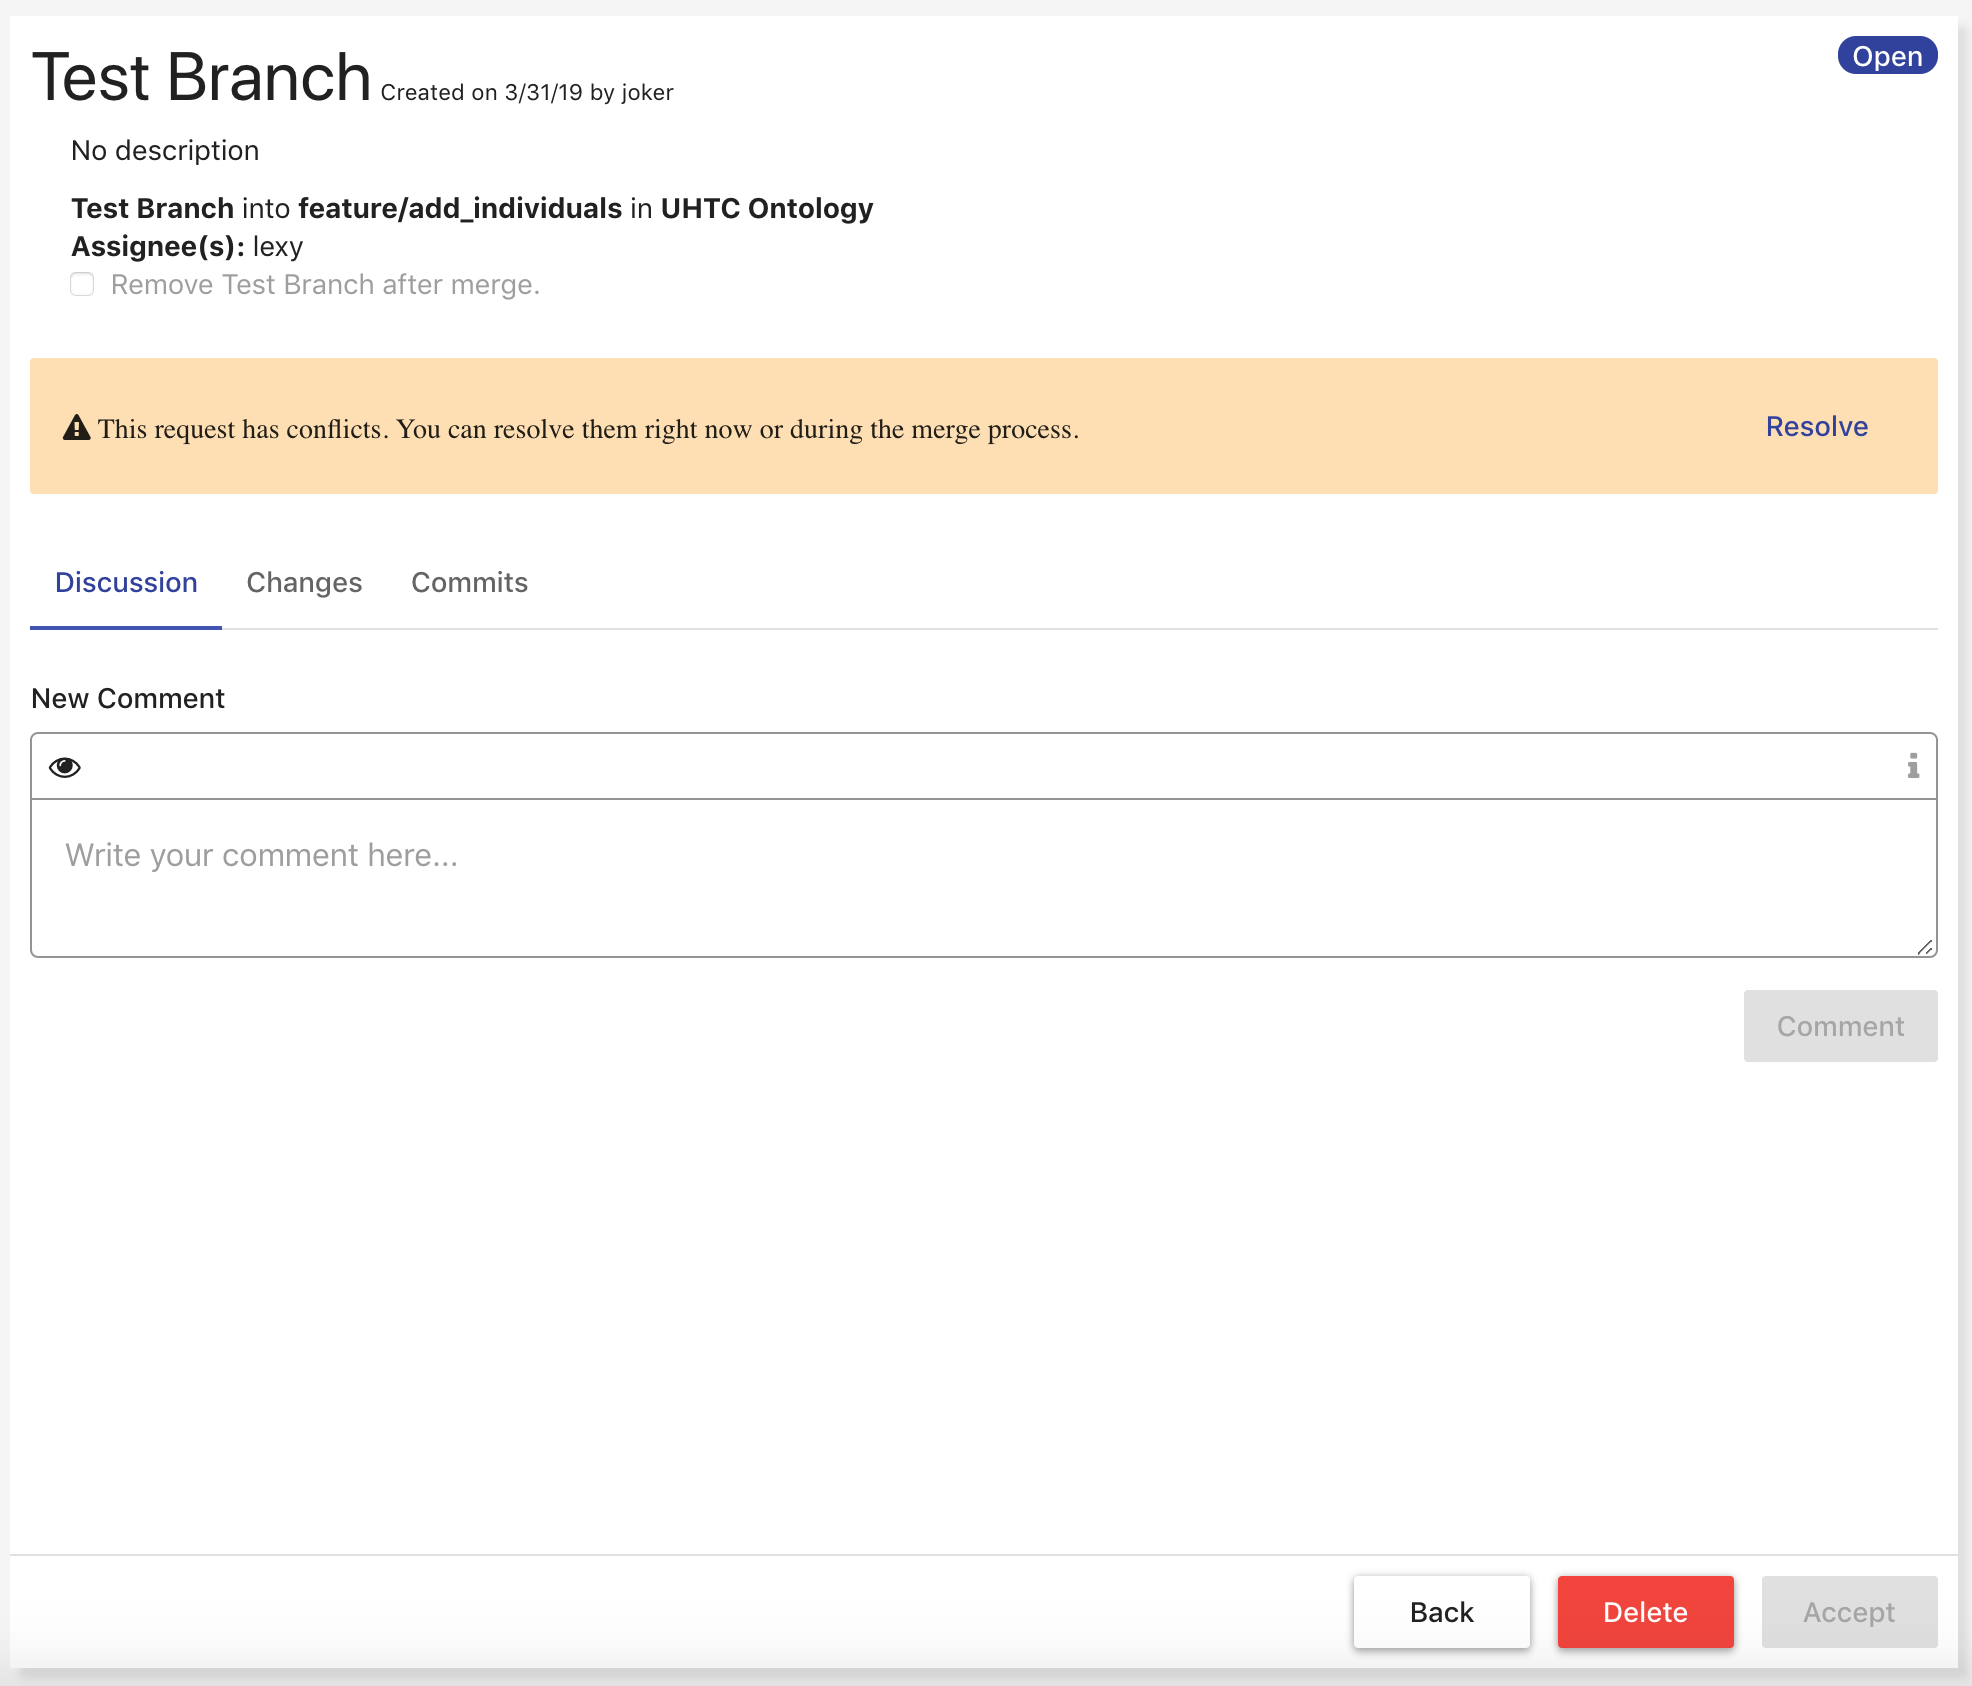 Test Branch Created on 3/31/19 by joker
Open
No description
Test Branch into feature/add_individuals in UHTC Ontology
Assignee(s): lexy
Remove Test Branch after merge.
This request has conflicts. You can resolve them right now or during the merge process.
Resolve
Discussion Changes Commits
New Comment
Write your comment here...
Comment
Back Delete Accept